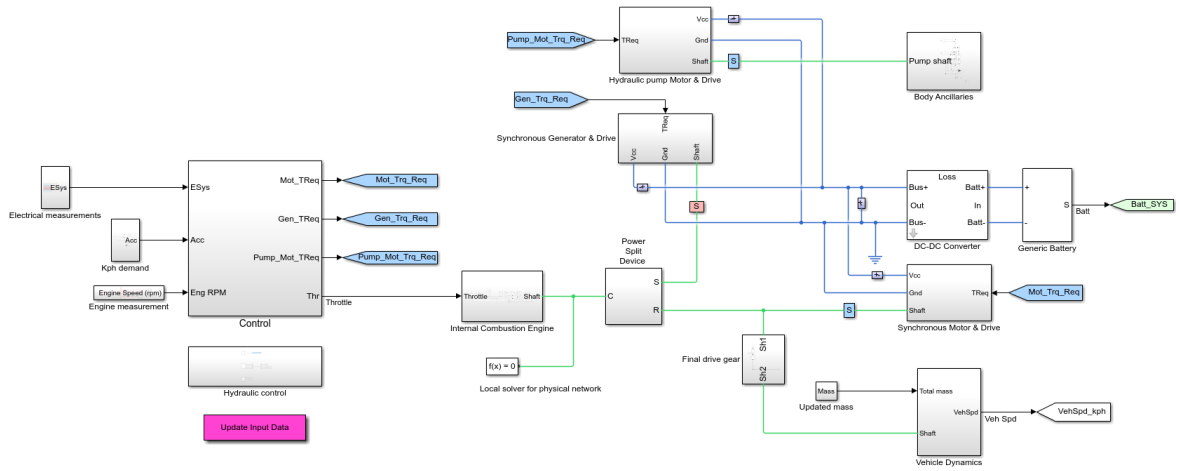 Pump_Mot_Trq_Req
TReq
Vcc
Gnd
Shaft
Hydraulic pump Motor & Drive
S
Pump shaft
Body Ancillaries
Gen_Trq_Req
Synchronous Generator & Drive
TReq
Vcc
Gnd
Shaft
S
ESys
Electrical measurements
Acc
Kph demand
Engine Speed (rpm)
Engine measurement
ESys
Acc
Eng RPM
Mot_TReq
Gen_TReq
Pump_Mot_TReq
Thr
Control
Mot_Trq_Req
Gen_Trq_Req
Pump_Mot_Trq_Req
Throttle
Throttle
Shaft
Internal Combustion Engine
f(x) = 0
Local solver for physical network
Power
Split
Device
C
S
R
Loss
Bus+
Batt+
Out
In
Bus-
Batt-
DC-DC Converter
+
-
S
Generic Battery
Batt
Batt_SYS
Vcc
Gnd
Shaft
TReq
Synchronous Motor & Drive
Mot_Trq_Req
S
Final drive gear
Sh1
Sh2
Mass
Updated mass
Total mass
VehSpd
Shaft
Vehicle Dynamics
Veh Spd
VehSpd_kph
Hydraulic control
Update Input Data